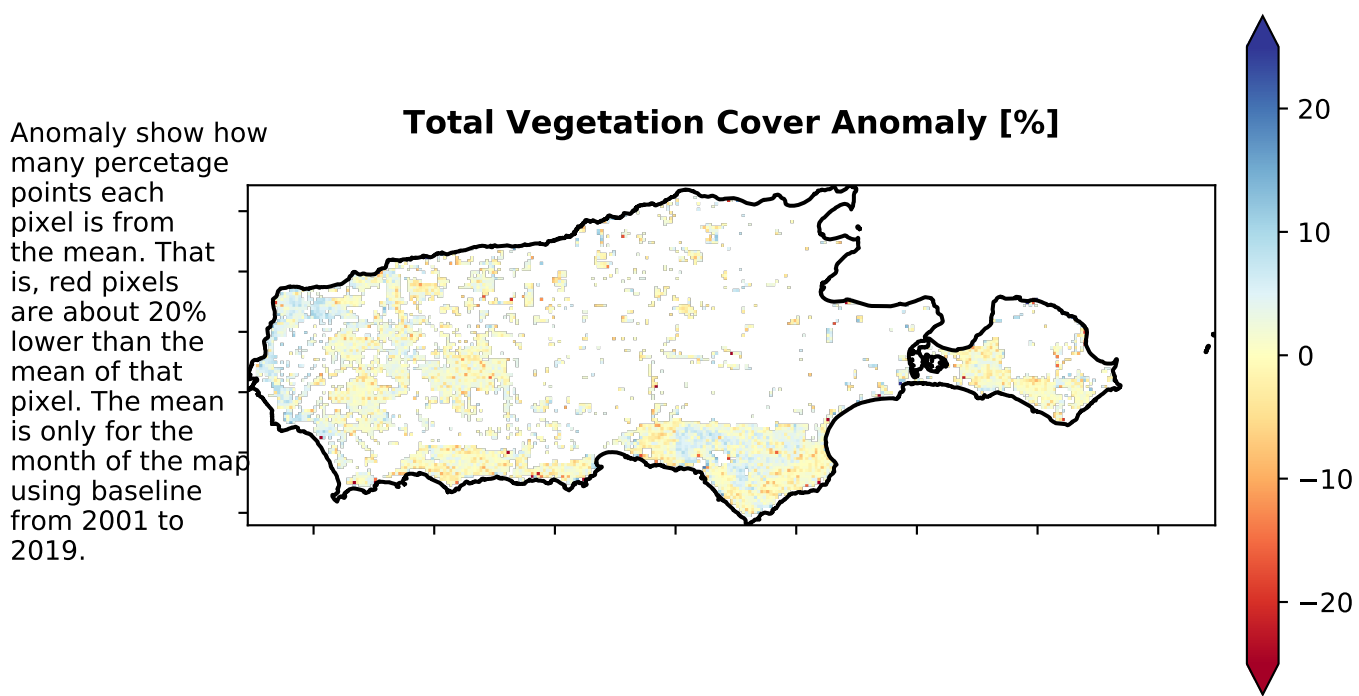 Total Vegetation Cover Anomaly [%]
Anomaly show how
many percetage
points each
pixel is from
the mean. That
is, red pixels
are about 20%
lower than the
mean of that
pixel. The mean
is only for the
month of the map
using baseline
from 2001 to
2019.
20
10
0
−10
−20